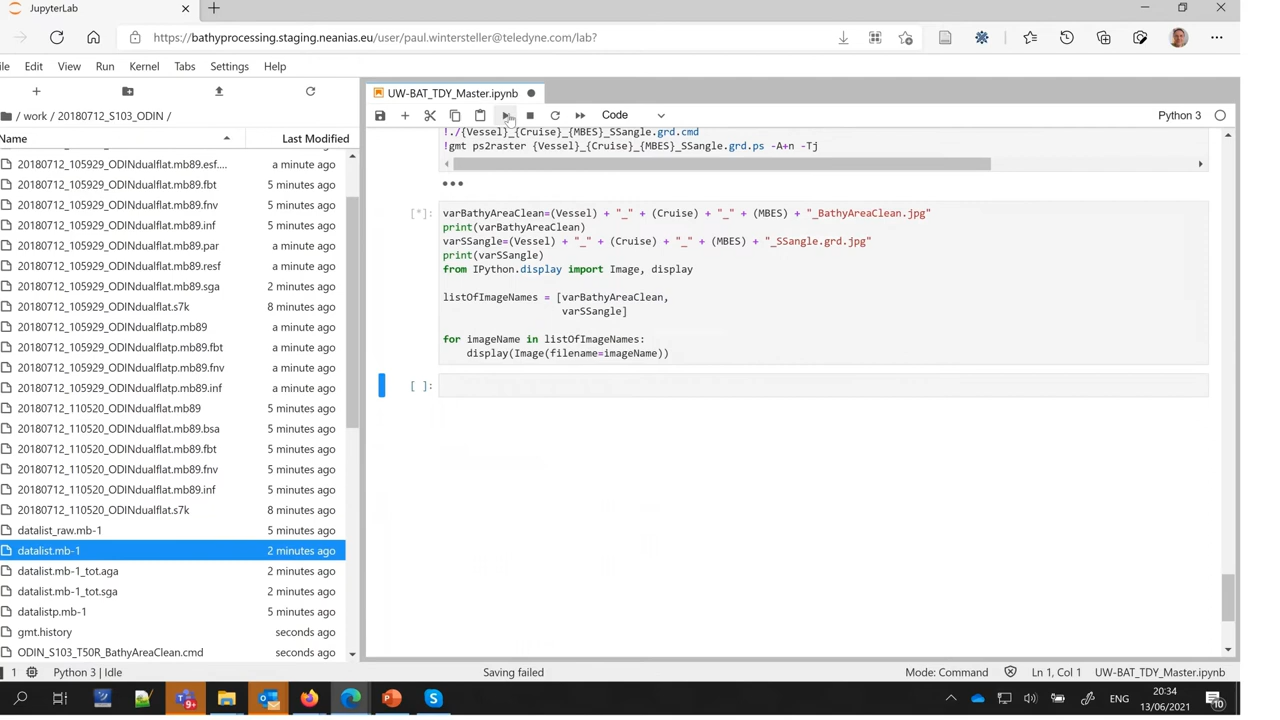 JupyterLab
https://bathyprocessing.staging.neanias.eu/user/paul.wintersteller@teledyne.com/lab?
ile Edit View Run Kernel Tabs Settings Help
UW-BAT_TDY_Master.ipynb
/ work / 20180712_S103_ODIN /
Code
Python 3
Name Last Modified
20180712_105929_ODINdualflat.mb89.esf.... a minute ago
20180712_105929_ODINdualflat.mb89.fbt 5 minutes ago
20180712_105929_ODINdualflat.mb89.fnv 5 minutes ago
20180712_105929_ODINdualflat.mb89.inf 5 minutes ago
20180712_105929_ODINdualflat.mb89.par a minute ago
20180712_105929_ODINdualflat.mb89.resf a minute ago
20180712_105929_ODINdualflat.mb89.sga 2 minutes ago
20180712_105929_ODINdualflat.s7k 8 minutes ago
20180712_105929_ODINdualflatp.mb89 a minute ago
20180712_105929_ODINdualflatp.mb89.fbt a minute ago
20180712_105929_ODINdualflatp.mb89.fnv a minute ago
20180712_105929_ODINdualflatp.mb89.inf a minute ago
20180712_110520_ODINdualflat.mb89 5 minutes ago
20180712_110520_ODINdualflat.mb89.bsa 5 minutes ago
20180712_110520_ODINdualflat.mb89.fbt 5 minutes ago
20180712_110520_ODINdualflat.mb89.fnv 5 minutes ago
20180712_110520_ODINdualflat.mb89.inf 5 minutes ago
20180712_110520_ODINdualflat.s7k 8 minutes ago
datalist_raw.mb-1 5 minutes ago
datalist.mb-1 2 minutes ago
datalist.mb-1_tot.aga 2 minutes ago
datalist.mb-1_tot.sga 2 minutes ago
datalistp.mb-1 5 minutes ago
gmt.history seconds ago
ODIN_S103_T50R_BathyAreaClean.cmd seconds ago
!./{Vessel}_{Cruise}_{MBES}_SSangle.grd.cmd
!gmt ps2raster {Vessel}_{Cruise}_{MBES}_SSangle.grd.ps -A+n -Tj
[*]:
varBathyAreaClean=(Vessel) + "_" + (Cruise) + "_" + (MBES) + "_BathyAreaClean.jpg"
print(varBathyAreaClean)
varSSangle=(Vessel) + "_" + (Cruise) + "_" + (MBES) + "_SSangle.grd.jpg"
print(varSSangle)
from IPython.display import Image, display
listOfImageNames = [varBathyAreaClean,
varSSangle]
for imageName in listOfImageNames:
display(Image(filename=imageName))
[ ]:
1 Python 3 | Idle Saving failed Mode: Command Ln 1, Col 1 UW-BAT_TDY_Master.ipynb
9+
S
ENG
20:34
13/06/2021
10